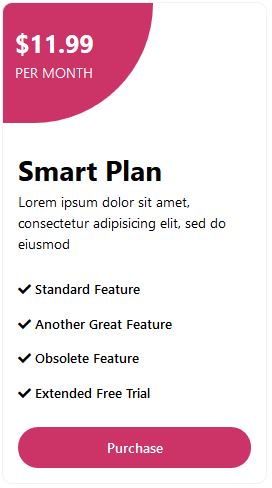 $11.99
PER MONTH
Smart Plan
Lorem ipsum dolor sit amet,
consectetur adipisicing elit, sed do
eiusmod
Standard Feature
Another Great Feature
Obsolete Feature
Extended Free Trial
Purchase